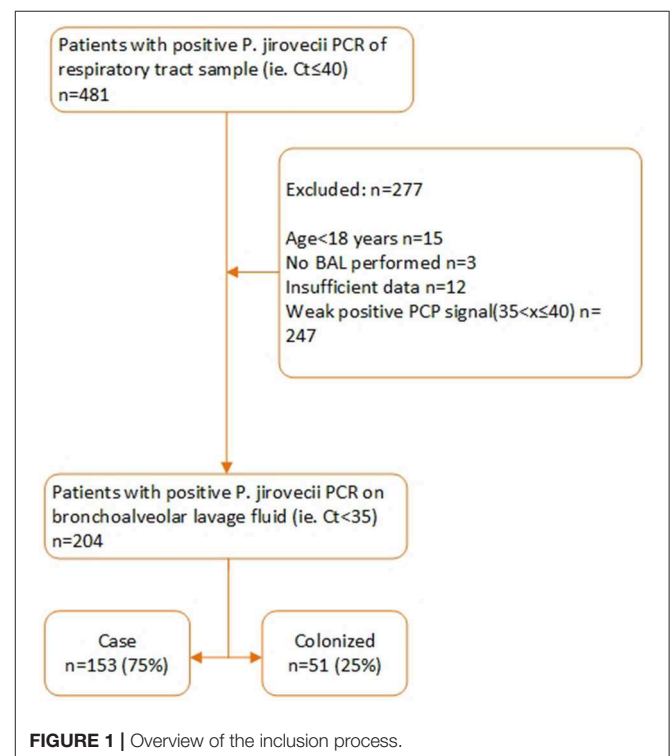 Patients with positive P. jirovecii PCR of
respiratory tract sample (ie. Ct≤40)
n=481
Excluded: n=277
Age<18 years n=15
No BAL performed n=3
Insufficient data n=12
Weak positive PCP signal(35<x≤40) n=
247
Patients with positive P. jirovecii PCR on
bronchoalveolar lavage fluid (ie. Ct<35)
n=204
Case
n=153 (75%)
Colonized
n=51 (25%)
FIGURE 1 | Overview of the inclusion process.